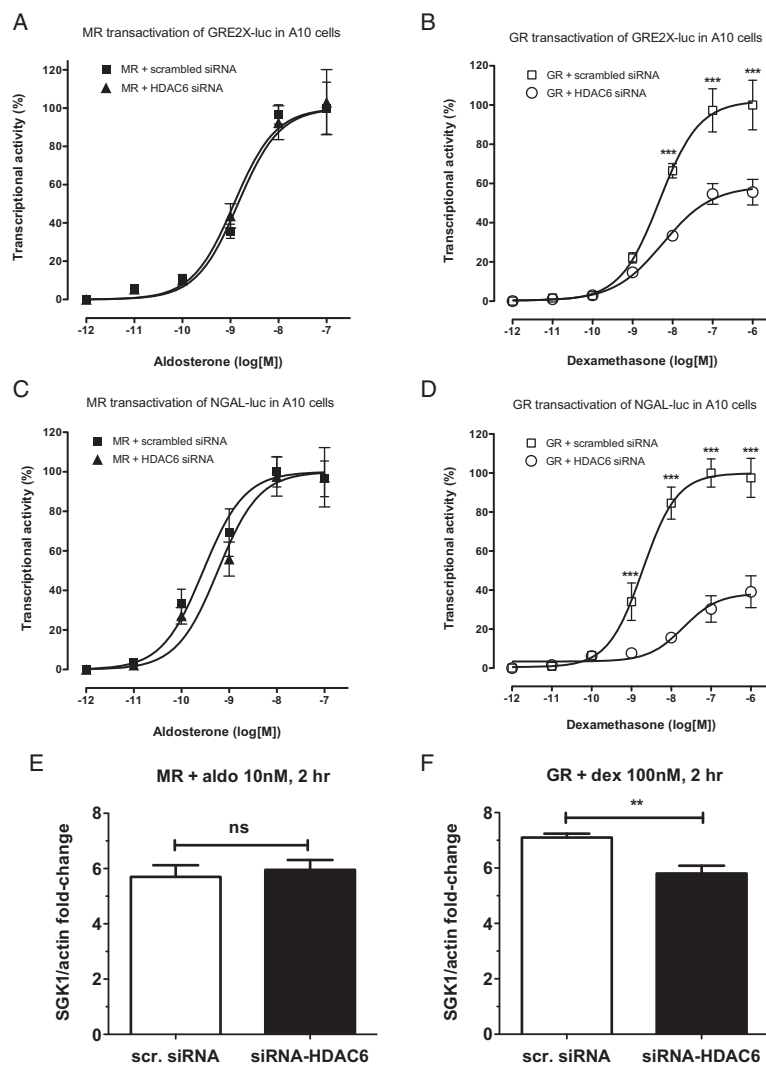 A
MR transactivation of GRE2X-luc in A10 cells
MR + scrambled siRNA
MR + HDAC6 siRNA
Transcriptional activity (%)
120
100
80
60
40
20
0
-12 -11 -10 -9 -8 -7
Aldosterone (log[M])
B
GR transactivation of GRE2X-luc in A10 cells
GR + scrambled siRNA
GR + HDAC6 siRNA
*** *** ***
Transcriptional activity (%)
120
100
80
60
40
20
0
-12 -11 -10 -9 -8 -7 -6
Dexamethasone (log[M])
C
MR transactivation of NGAL-luc in A10 cells
MR + scrambled siRNA
MR + HDAC6 siRNA
Transcriptional activity (%)
120
100
80
60
40
20
0
-12 -11 -10 -9 -8 -7
Aldosterone (log[M])
D
GR transactivation of NGAL-luc in A10 cells
GR + scrambled siRNA
GR + HDAC6 siRNA
*** *** *** ***
Transcriptional activity (%)
120
100
80
60
40
20
0
-12 -11 -10 -9 -8 -7 -6
Dexamethasone (log[M])
E
MR + aldo 10nM, 2 hr
ns
SGK1/actin fold-change
8
6
4
2
0
scr. siRNA siRNA-HDAC6
F
GR + dex 100nM, 2 hr
**
SGK1/actin fold-change
8
6
4
2
0
scr. siRNA siRNA-HDAC6